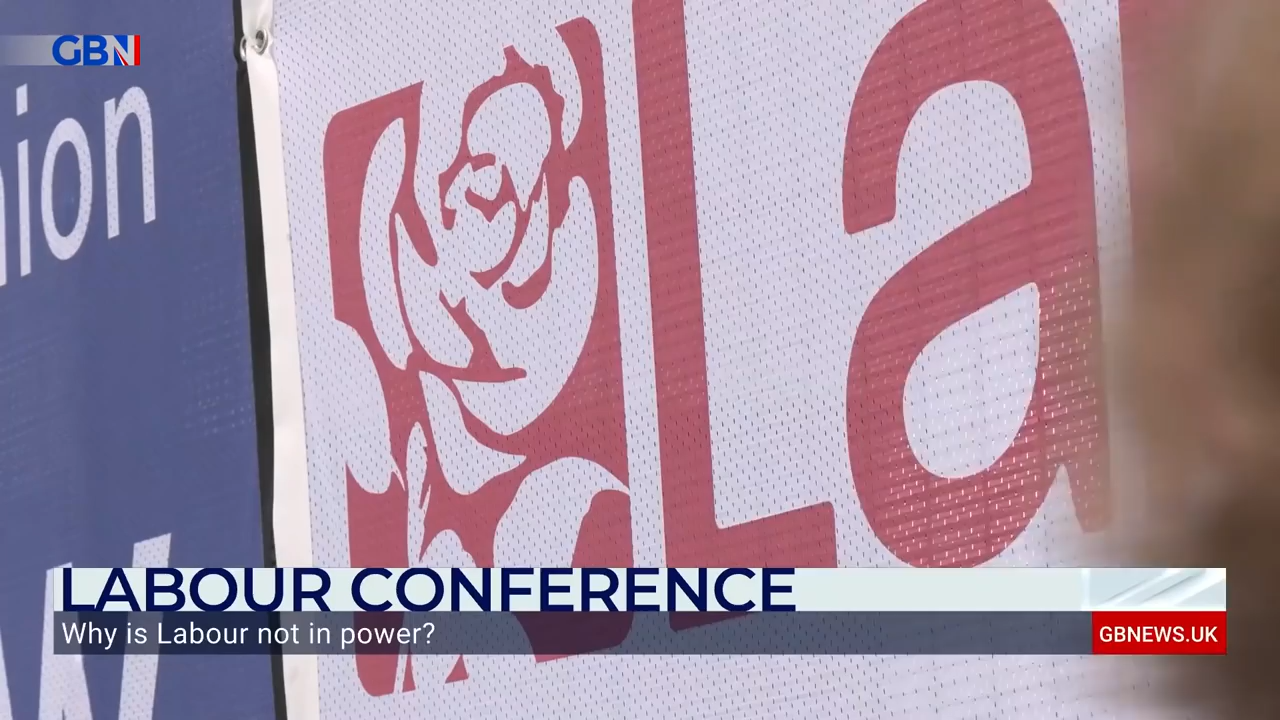 GBN
nion
La
LABOUR CONFERENCE
Why is Labour not in power?
GBNEWS.UK